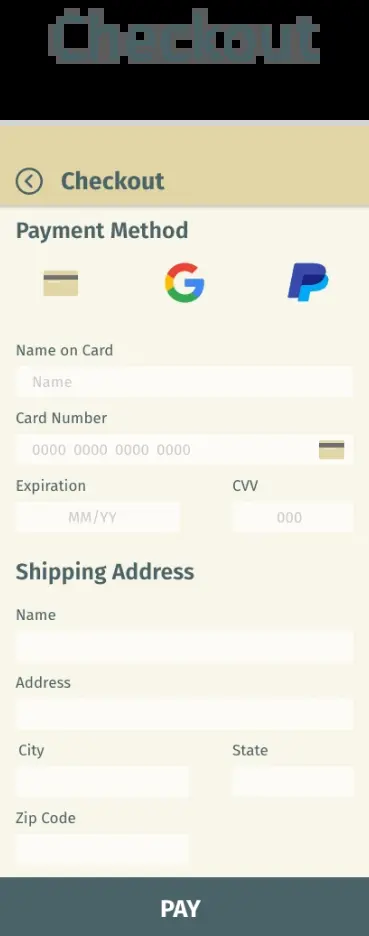 Checkout
Checkout
Payment Method
Name on Card
Name
Card Number
0000 0000 0000 0000
Expiration CVV
MM/YY 000
Shipping Address
Name
Address
City State
Zip Code
PAY